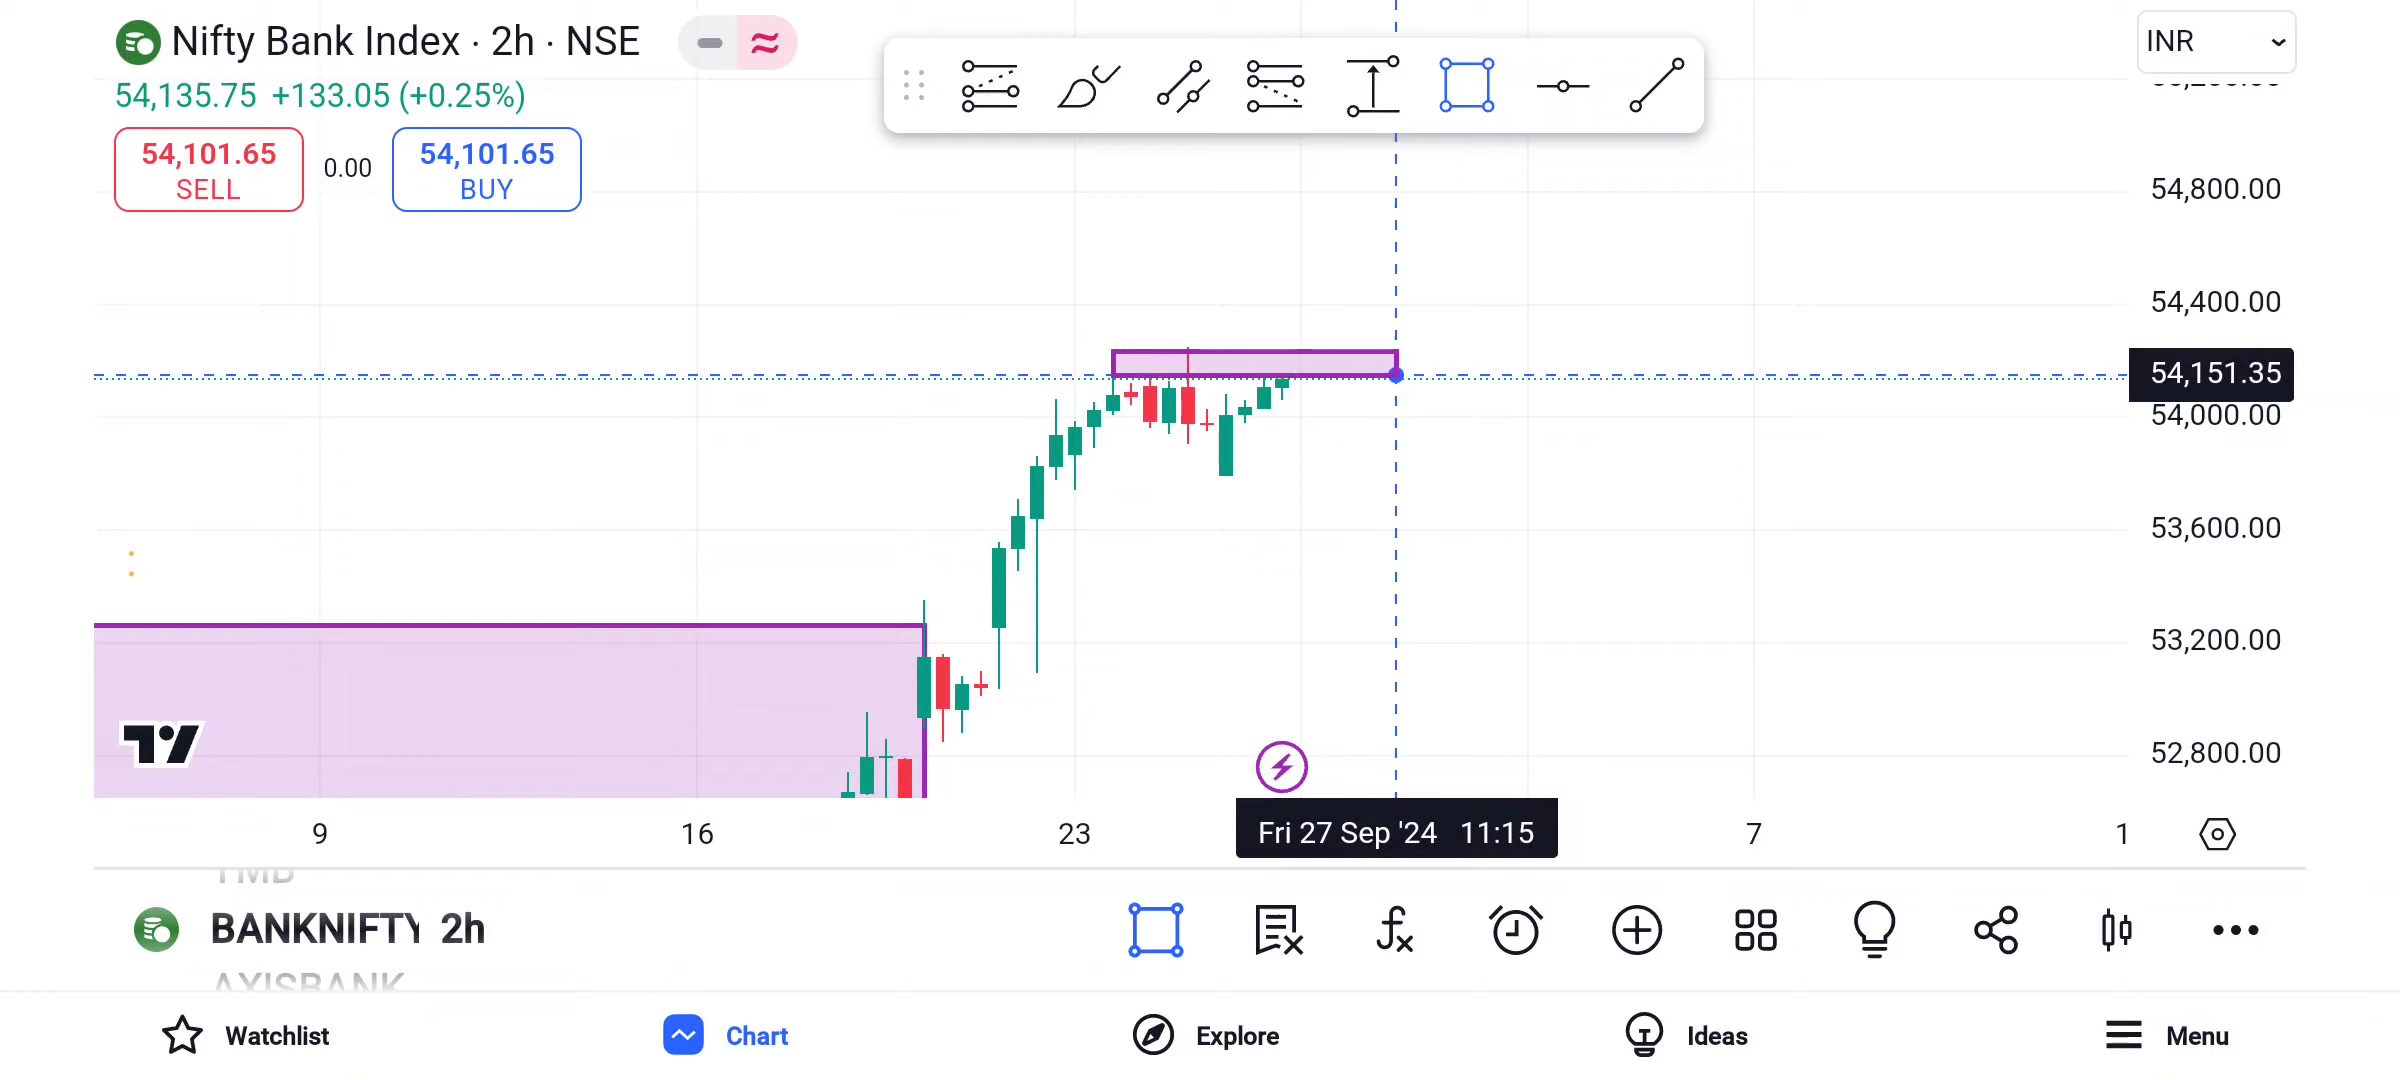 Nifty Bank Index · 2h · NSE
INR
54,135.75 +133.05 (+0.25%)
54,101.65
SELL
0.00
54,101.65
BUY
54,800.00
54,400.00
54,151.35
54,000.00
53,600.00
53,200.00
52,800.00
9
16
23
Fri 27 Sep '24 11:15
7
1
BANKNIFTY 2h
AXISBANK
Watchlist
Chart
Explore
Ideas
Menu